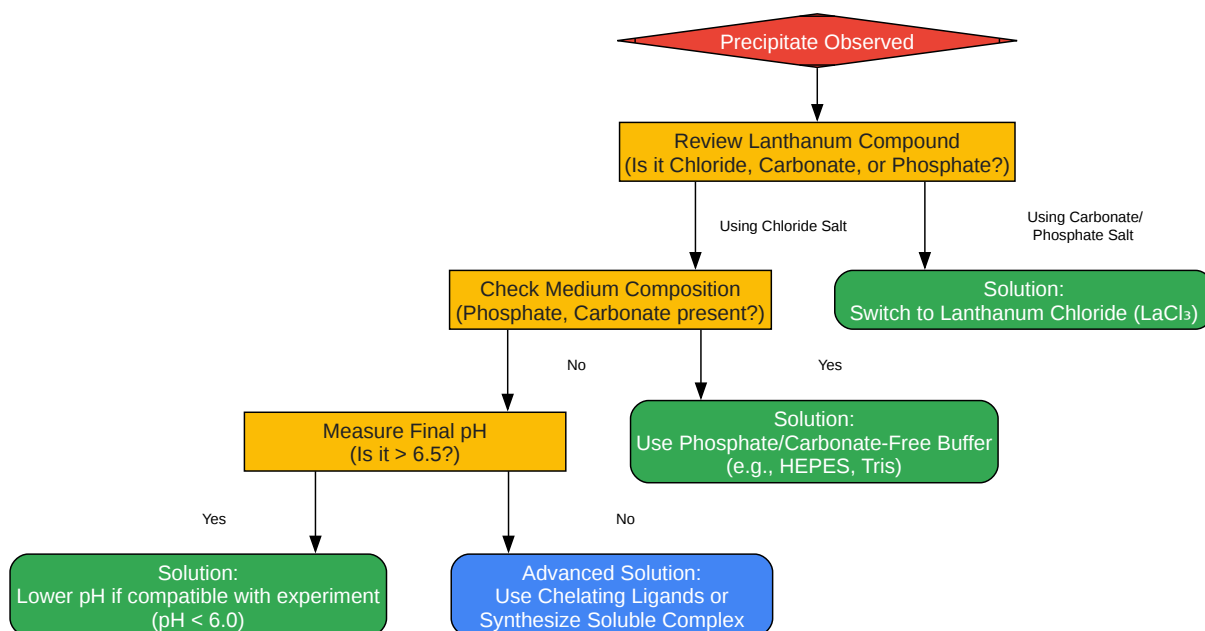 Precipitate Observed
Review Lanthanum Compound
(Is it Chloride, Carbonate, or Phosphate?)
Using Chloride Salt
Using Carbonate/
Phosphate Salt
Check Medium Composition
(Phosphate, Carbonate present?)
Solution:
Switch to Lanthanum Chloride (LaCl₃)
No
Yes
Measure Final pH
(Is it > 6.5?)
Solution:
Use Phosphate/Carbonate-Free Buffer
(e.g., HEPES, Tris)
Yes
No
Solution:
Lower pH if compatible with experiment
(pH < 6.0)
Advanced Solution:
Use Chelating Ligands or
Synthesize Soluble Complex